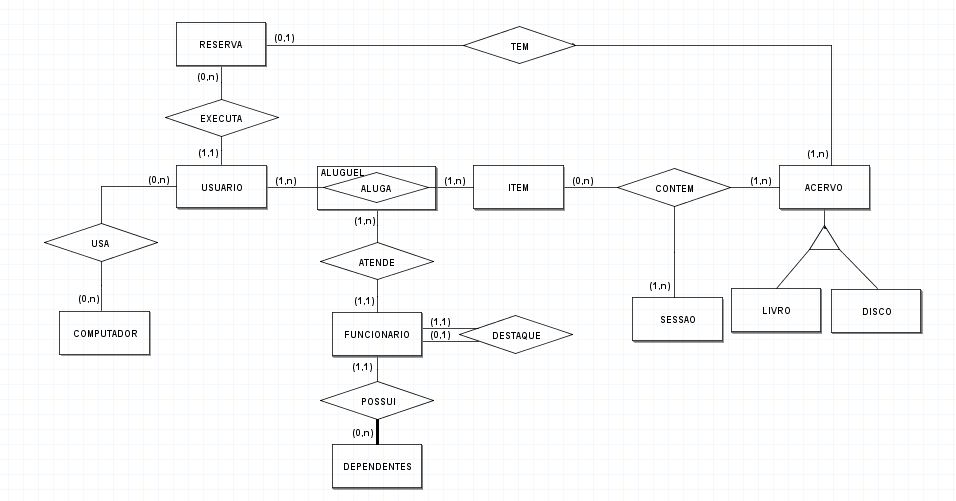 RESERVA
(0,1)
TEM
(0,n)
EXECUTA
(1,1)
(1,n)
(0,n)
USUARIO
(1,n)
ALUGUEL
ALUGA
(1,n)
ITEM
(0,n)
CONTEM
(1,n)
ACERVO
USA
(1,n)
ATENDE
(0,n)
COMPUTADOR
(1,1)
FUNCIONARIO
(1,1)
(0,1)
DESTAQUE
(1,n)
SESSAO
LIVRO
DISCO
(1,1)
POSSUI
(0,n)
DEPENDENTES